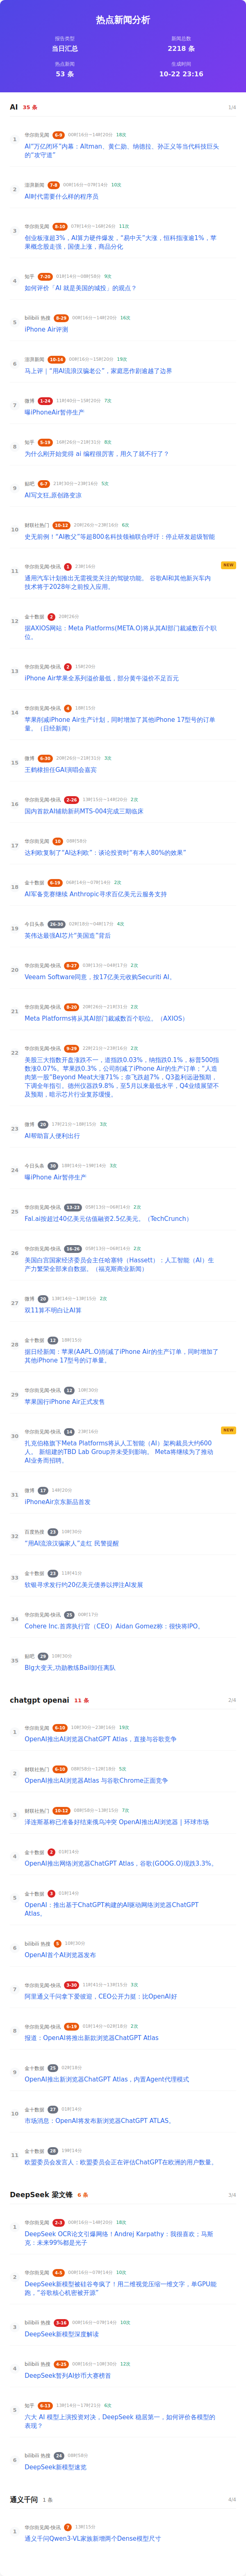 热点新闻分析
报告类型
新闻总数
当日汇总
2218 条
热点新闻
生成时间
53 条
10-22 23:16
AI 35 条
1/4
1
华尔街见闻 6-9 00时16分~14时26分 18次
AI“万亿闭环”内幕：Altman、黄仁勋、纳德拉、孙正义等当代科技巨头
的“攻守道”
2
澎湃新闻 7-8 00时16分~07时14分 10次
AI时代需要什么样的程序员
3
华尔街见闻 8-10 07时14分~16时26分 11次
创业板涨超3%，AI算力硬件爆发，“易中天”大涨，恒科指涨逾1%，苹
果概念股走强，国债上涨，商品分化
4
知乎 7-20 01时14分~09时58分 9次
如何评价「AI 就是美国的城投」的观点？
5
bilibili 热搜 8-29 00时16分~14时20分 16次
iPhone Air评测
6
澎湃新闻 10-14 00时16分~15时20分 19次
马上评｜“用AI流浪汉骗老公”，家庭恶作剧逾越了边界
7
微博 1-24 11时40分~15时20分 7次
曝iPhoneAir暂停生产
8
知乎 5-19 16时26分~21时31分 8次
为什么刚开始觉得 ai 编程很厉害，用久了就不行了？
9
贴吧 6-7 21时30分~23时16分 5次
AI写文狂,原创路变凉
10
财联社热门 10-12 20时26分~23时16分 6次
史无前例！“AI教父”等超800名科技领袖联合呼吁：停止研发超级智能
11
华尔街见闻-快讯 1 23时16分
NEW
通用汽车计划推出无需视觉关注的驾驶功能。 谷歌AI和其他新兴车内
技术将于2028年之前投入应用。
12
金十数据 2 20时26分
据AXIOS网站：Meta Platforms(META.O)将从其AI部门裁减数百个职
位。
13
华尔街见闻-快讯 2 15时20分
iPhone Air苹果全系列溢价最低，部分黄牛溢价不足百元
14
华尔街见闻-快讯 4 13时15分
苹果削减iPhone Air生产计划，同时增加了其他iPhone 17型号的订单
量。（日经新闻）
15
微博 6-30 20时26分~21时31分 3次
王鹤棣担任GAI演唱会嘉宾
16
华尔街见闻-快讯 2-26 13时15分~14时20分 2次
国内首款AI辅助新药MTS-004完成三期临床
17
华尔街见闻 10 08时58分
达利欧复制了“AI达利欧”：谈论投资时“有本人80%的效果”
18
金十数据 6-19 06时14分~07时14分 2次
AI军备竞赛继续 Anthropic寻求百亿美元云服务支持
19
今日头条 26-30 02时18分~04时17分 4次
英伟达最强AI芯片“美国造”背后
20
华尔街见闻-快讯 8-27 03时13分~04时17分 2次
Veeam Software同意，按17亿美元收购Securiti AI。
21
华尔街见闻-快讯 8-20 20时26分~21时31分 2次
Meta Platforms将从其AI部门裁减数百个职位。（AXIOS）
22
华尔街见闻-快讯 9-29 22时21分~23时16分 2次
美股三大指数开盘涨跌不一，道指跌0.03%，纳指跌0.1%，标普500指
数涨0.07%。苹果跌0.3%，公司削减了iPhone Air的生产订单；“人造
肉第一股”Beyond Meat大涨71%；奈飞跌超7%，Q3盈利远逊预期，
下调全年指引。德州仪器跌9.8%，至5月以来最低水平，Q4业绩展望不
及预期，暗示芯片行业复苏缓慢。
23
微博 20 17时21分~18时15分 3次
AI帮助盲人便利出行
24
今日头条 30 18时14分~19时14分 3次
曝iPhone Air暂停生产
25
华尔街见闻-快讯 13-23 05时13分~06时14分 2次
Fal.ai按超过40亿美元估值融资2.5亿美元。（TechCrunch）
26
华尔街见闻-快讯 16-26 05时13分~06时14分 2次
美国白宫国家经济委员会主任哈塞特（Hassett）：人工智能（AI）生
产力繁荣全部来自数据。（福克斯商业新闻）
27
微博 20 13时14分~13时15分 2次
双11算不明白让AI算
28
金十数据 12 18时15分
据日经新闻：苹果(AAPL.O)削减了iPhone Air的生产订单，同时增加了
其他iPhone 17型号的订单量。
29
华尔街见闻-快讯 12 10时30分
苹果国行iPhone Air正式发售
30
华尔街见闻-快讯 14 23时16分
NEW
扎克伯格旗下Meta Platforms将从人工智能（AI）架构裁员大约600
人。 新组建的TBD Lab Group并未受到影响。 Meta将继续为了推动
AI业务而招聘。
31
微博 17 14时20分
iPhoneAir京东新品首发
32
百度热搜 23 10时30分
“用AI流浪汉骗家人”走红 民警提醒
33
金十数据 23 11时41分
软银寻求发行约20亿美元债券以押注AI发展
34
华尔街见闻-快讯 25 00时17分
Cohere Inc.首席执行官（CEO）Aidan Gomez称：很快将IPO。
35
贴吧 29 10时30分
Blg大变天,功勋教练Bail卸任离队
chatgpt openai 11 条
2/4
1
华尔街见闻 6-10 10时30分~23时16分 19次
OpenAI推出AI浏览器ChatGPT Atlas，直接与谷歌竞争
2
财联社热门 6-10 08时58分~12时16分 5次
OpenAI推出AI浏览器Atlas 与谷歌Chrome正面竞争
3
财联社热门 10-12 08时58分~13时15分 7次
泽连斯基称已准备好结束俄乌冲突 OpenAI推出AI浏览器 | 环球市场
4
金十数据 2 01时14分
OpenAI推出网络浏览器ChatGPT Atlas，谷歌(GOOG.O)现跌3.3%。
5
金十数据 3 01时14分
OpenAI：推出基于ChatGPT构建的AI驱动网络浏览器ChatGPT
Atlas。
6
bilibili 热搜 9 10时30分
OpenAI首个AI浏览器发布
7
华尔街见闻-快讯 3-30 11时41分~13时15分 3次
阿里通义千问拿下爱彼迎，CEO公开力挺：比OpenAI好
8
华尔街见闻-快讯 6-19 01时14分~02时18分 2次
报道：OpenAI将推出新款浏览器ChatGPT Atlas
9
金十数据 25 02时18分
OpenAI推出新浏览器ChatGPT Atlas，内置Agent代理模式
10
金十数据 27 01时14分
市场消息：OpenAI将发布新浏览器ChatGPT ATLAS。
11
金十数据 28 19时14分
欧盟委员会发言人：欧盟委员会正在评估ChatGPT在欧洲的用户数量。
DeepSeek 梁文锋 6 条
3/4
1
华尔街见闻 2-3 00时16分~14时26分 18次
DeepSeek OCR论文引爆网络！Andrej Karpathy：我很喜欢；马斯
克：未来99%都是光子
2
财联社热门 4-5 00时16分~07时14分 10次
DeepSeek新模型被硅谷夸疯了！用二维视觉压缩一维文字，单GPU能
跑，“谷歌核心机密被开源”
3
bilibili 热搜 3-16 00时16分~07时14分 10次
DeepSeek新模型深度解读
4
bilibili 热搜 6-25 00时16分~10时30分 12次
DeepSeek暂列AI炒币大赛榜首
5
知乎 6-13 13时14分~17时21分 6次
六大 AI 模型上演投资对决，DeepSeek 稳居第一，如何评价各模型的
表现？
6
bilibili 热搜 24 08时58分
DeepSeek新模型速览
通义千问 1 条
4/4
1
华尔街见闻-快讯 7 13时15分
通义千问Qwen3-VL家族新增两个Dense模型尺寸